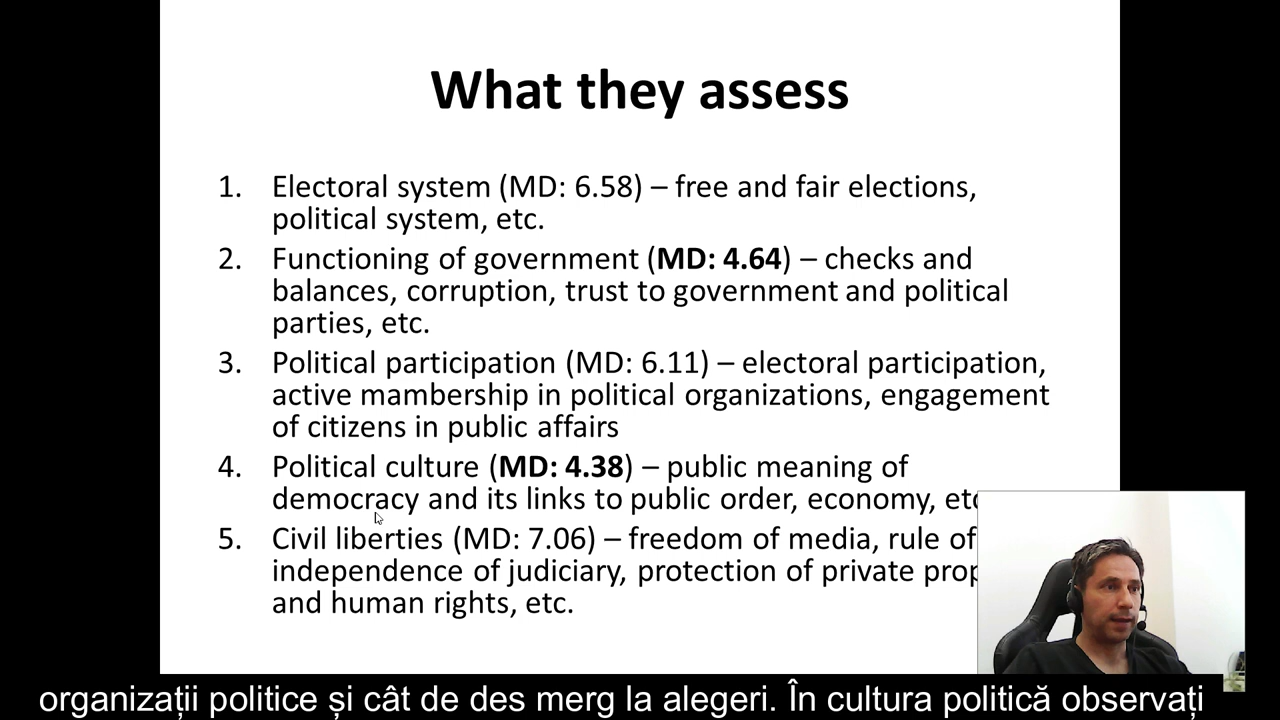 What they assess
1. Electoral system (MD: 6.58) – free and fair elections,
political system, etc.
2. Functioning of government (MD: 4.64) – checks and
balances, corruption, trust to government and political
parties, etc.
3. Political participation (MD: 6.11) – electoral participation,
active mambership in political organizations, engagement
of citizens in public affairs
4. Political culture (MD: 4.38) – public meaning of
democracy and its links to public order, economy,
5. Civil liberties (MD: 7.06) – freedom of media, rule of
independence of judiciary, protection of private
and human rights, etc.
organizații politice și cât de des merg la alegeri. În cultura politică observați